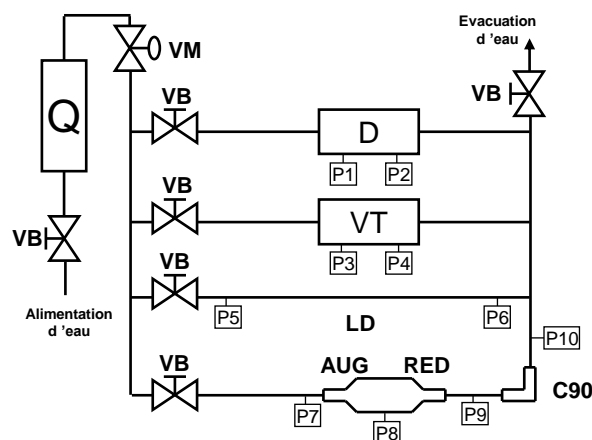 Evacuation
d 'eau
VM
VB
Q
VB
D
P1
P2
VB
VT
P3
P4
VB
VB
P5
P6
Alimentation
d 'eau
LD
P10
VB
AUG
RED
C90
P7
P8
P9